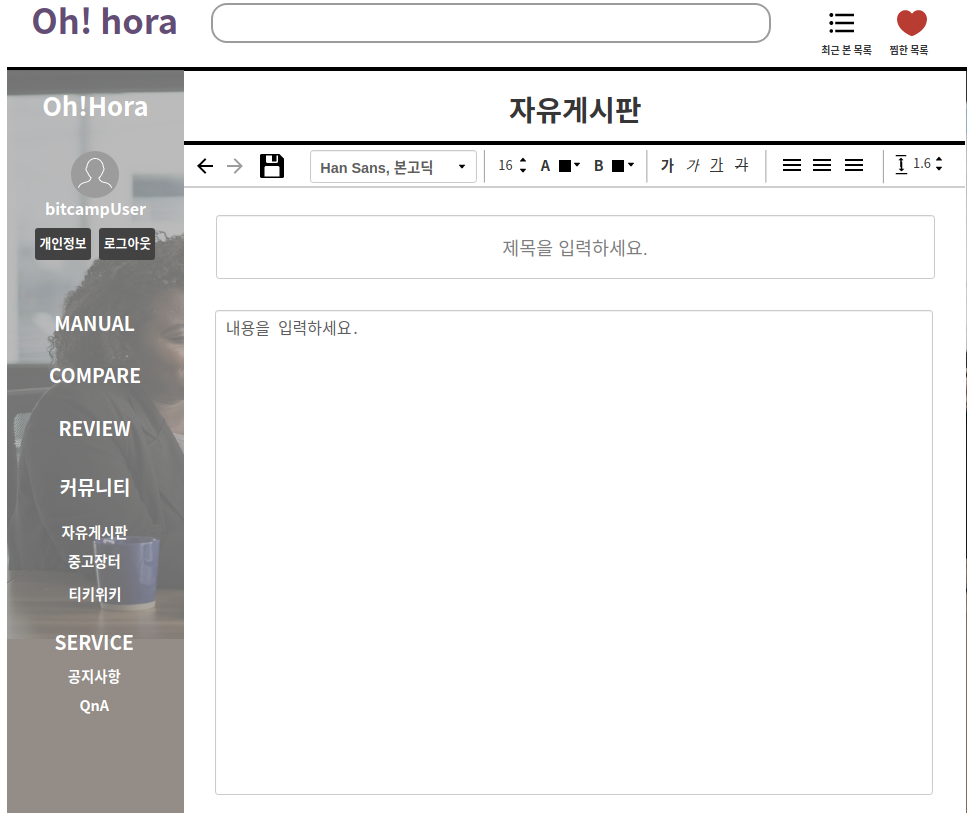 Oh! hora
최근 본 목록
찜한 목록
Oh!Hora
bitcampUser
개인정보
로그아웃
MANUAL
COMPARE
REVIEW
커뮤니티
자유게시판
중고장터
티키위키
SERVICE
공지사항
QnA
자유게시판
Han Sans, 본고딕
16
A
B
가 가 가 가
1.6
제목을 입력하세요.
내용을 입력하세요.